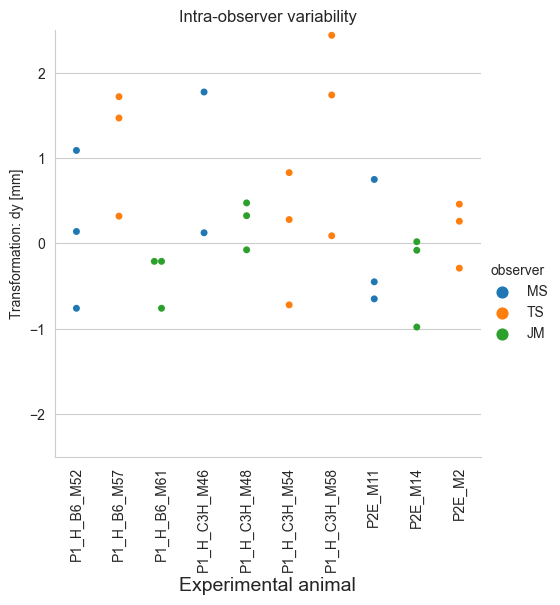 Intra-observer variability
Transformation: dy [mm]
2
1
0
−1
−2
observer
MS
TS
JM
P1_H_B6_M52
P1_H_B6_M57
P1_H_B6_M61
P1_H_C3H_M46
P1_H_C3H_M48
P1_H_C3H_M54
P1_H_C3H_M58
P2E_M11
P2E_M14
P2E_M2
Experimental animal